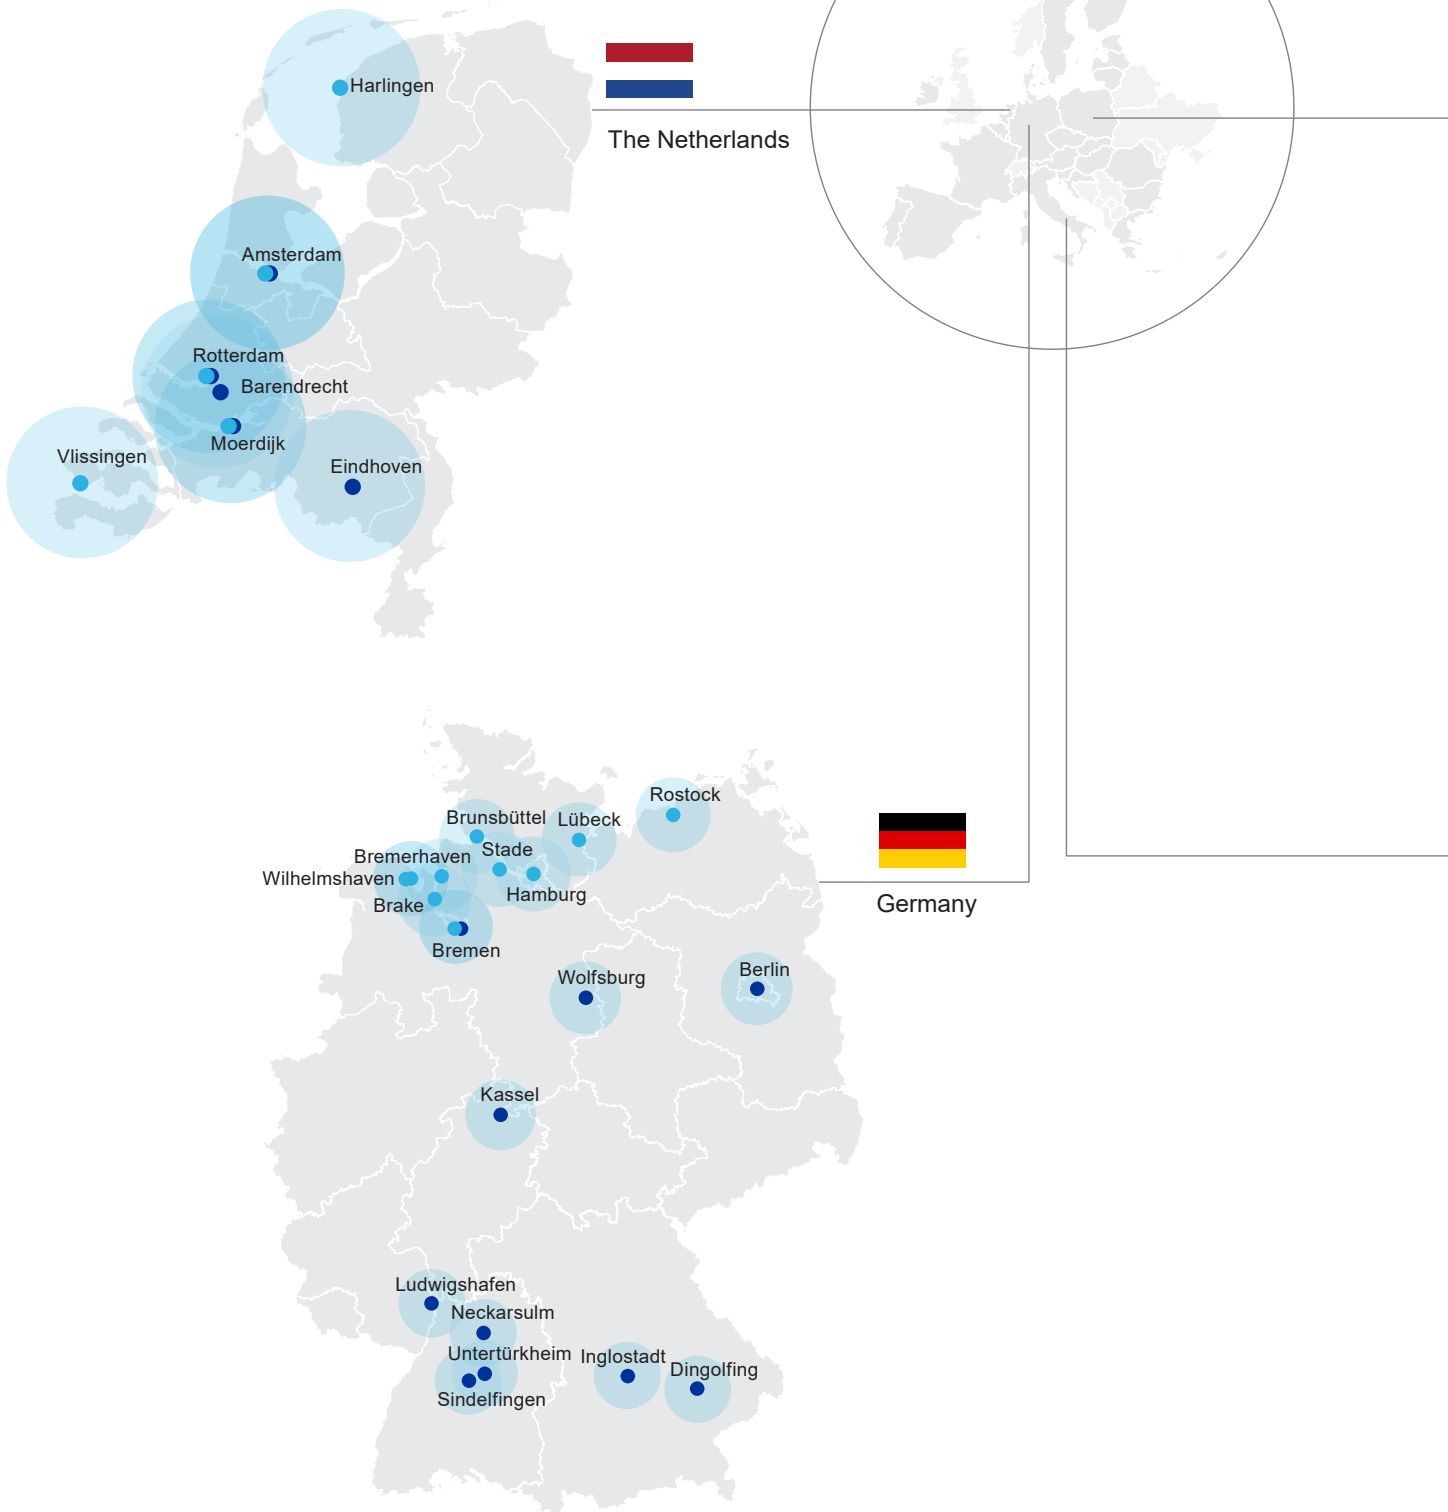 Harlingen
The Netherlands
Amsterdam
Rotterdam
Barendrecht
Moerdijk
Vlissingen
Eindhoven
Rostock
Brunsbüttel
Lübeck
Stade
Bremerhaven
Wilhelmshaven
Hamburg
Brake
Germany
Bremen
Wolfsburg
Berlin
Kassel
Ludwigshafen
Neckarsulm
Untertürkheim
Inglostadt
Dingolfing
Sindelfingen